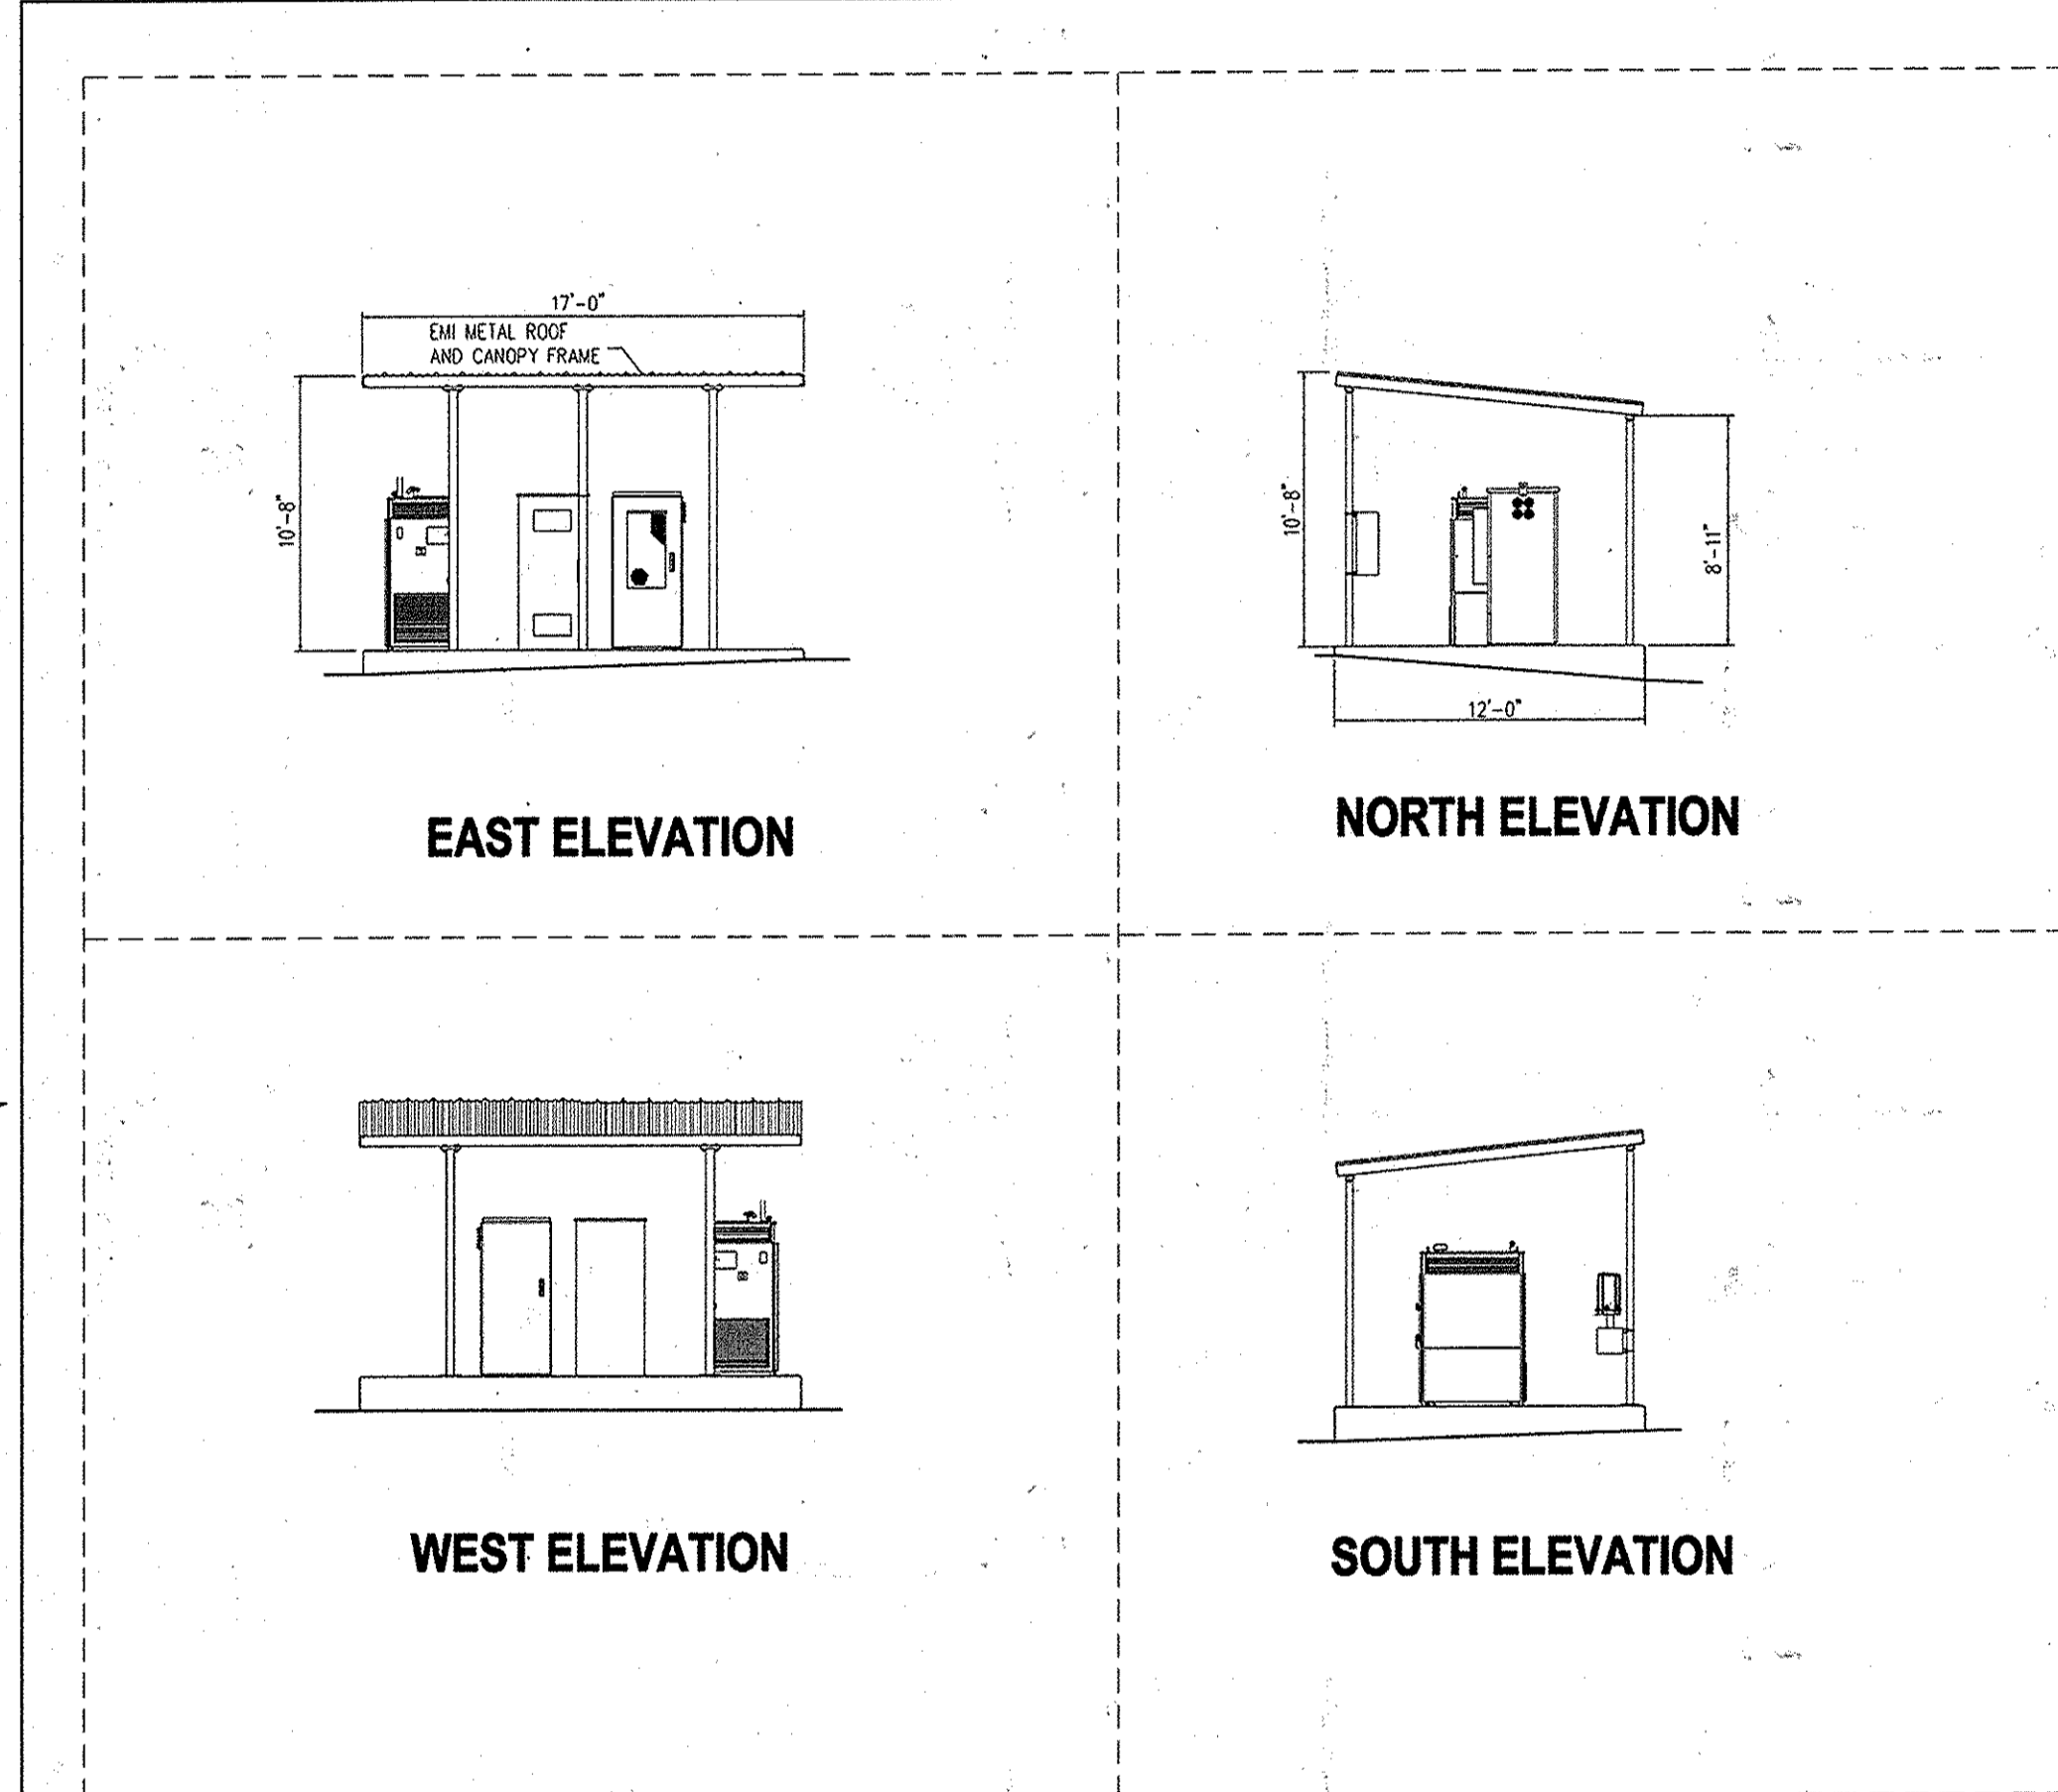 17'-0"
EMI METAL ROOF
AND CANOPY FRAME
10'-8"
EAST ELEVATION
10'-8"
8'-11"
12'-0"
NORTH ELEVATION
WEST ELEVATION
SOUTH ELEVATION